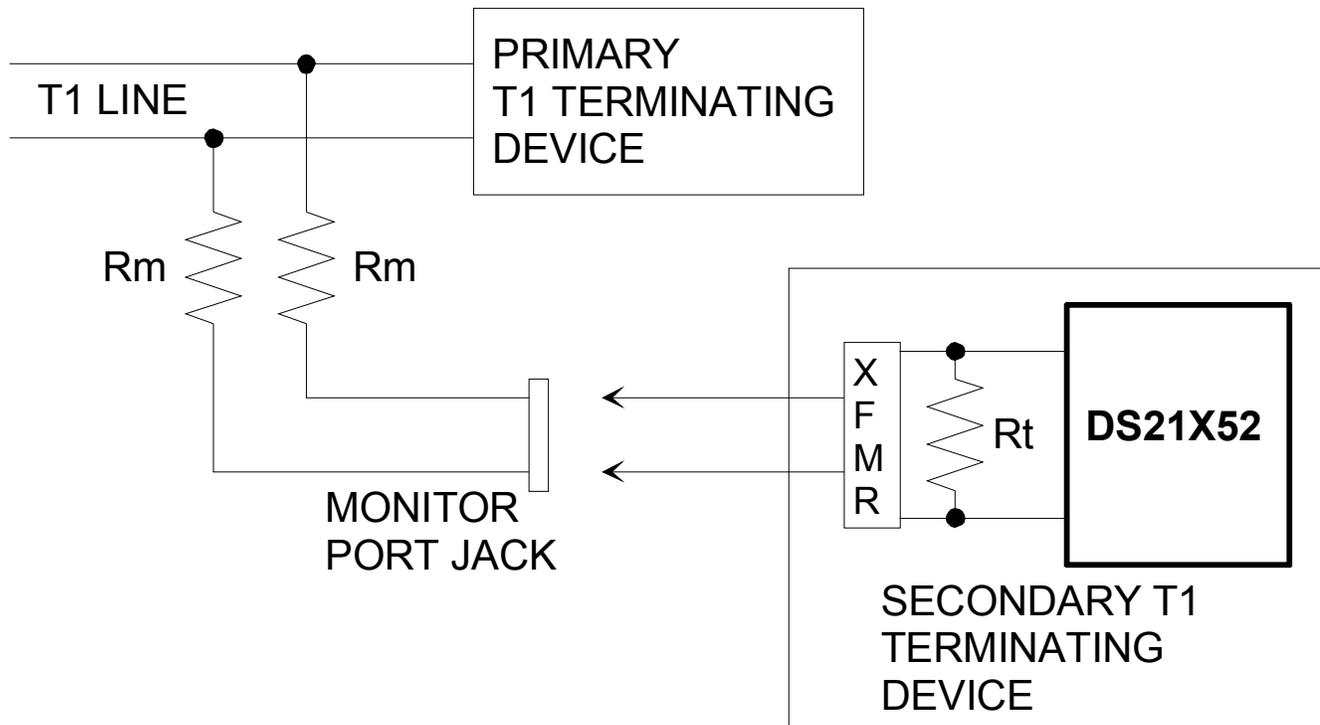 PRIMARY
T1 TERMINATING
DEVICE
T1 LINE
Rm
Rm
MONITOR
PORT JACK
X
F
M
R
Rt
DS21X52
SECONDARY T1
TERMINATING
DEVICE